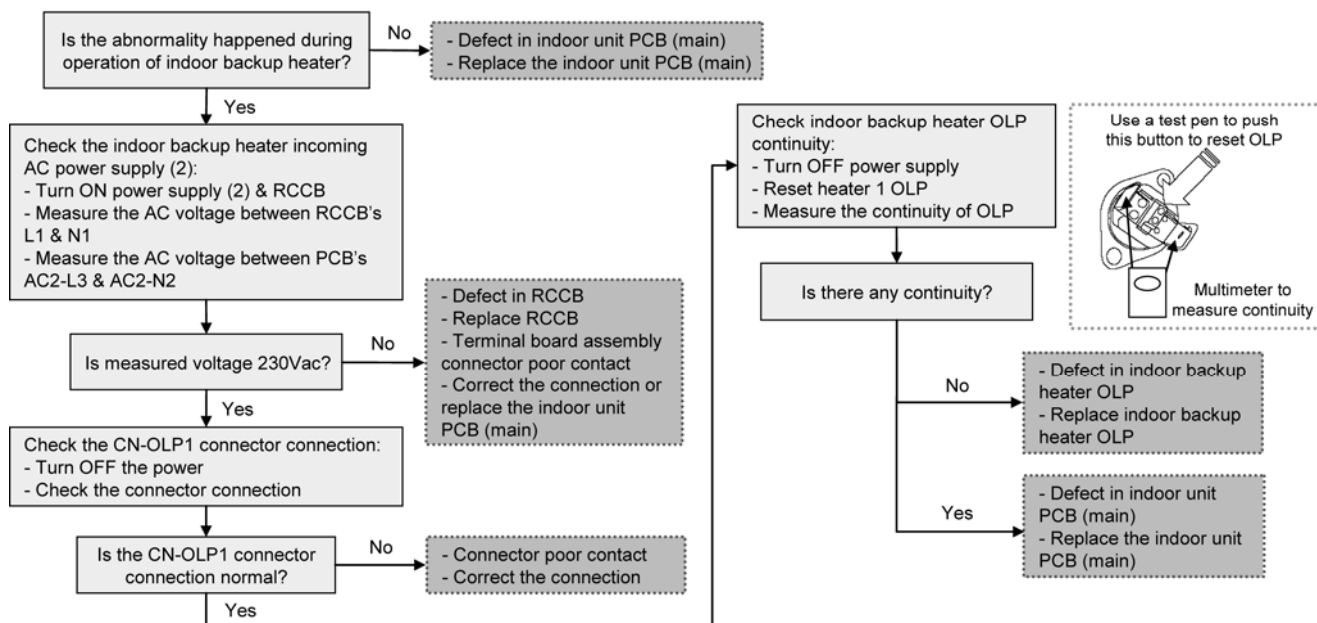 Is the abnormality happened during
operation of indoor backup heater?
No
- Defect in indoor unit PCB (main)
- Replace the indoor unit PCB (main)
Yes
Check the indoor backup heater incoming
AC power supply (2):
- Turn ON power supply (2) & RCCB
- Measure the AC voltage between RCCB's
L1 & N1
- Measure the AC voltage between PCB's
AC2-L3 & AC2-N2
Is measured voltage 230Vac?
No
- Defect in RCCB
- Replace RCCB
- Terminal board assembly
connector poor contact
- Correct the connection or
replace the indoor unit
PCB (main)
Yes
Check the CN-OLP1 connector connection:
- Turn OFF the power
- Check the connector connection
Is the CN-OLP1 connector
connection normal?
No
- Connector poor contact
- Correct the connection
Yes
Check indoor backup heater OLP
continuity:
- Turn OFF power supply
- Reset heater 1 OLP
- Measure the continuity of OLP
Use a test pen to push
this button to reset OLP
Multimeter to
measure continuity
Is there any continuity?
No
- Defect in indoor backup
heater OLP
- Replace indoor backup
heater OLP
Yes
- Defect in indoor unit
PCB (main)
- Replace the indoor unit
PCB (main)